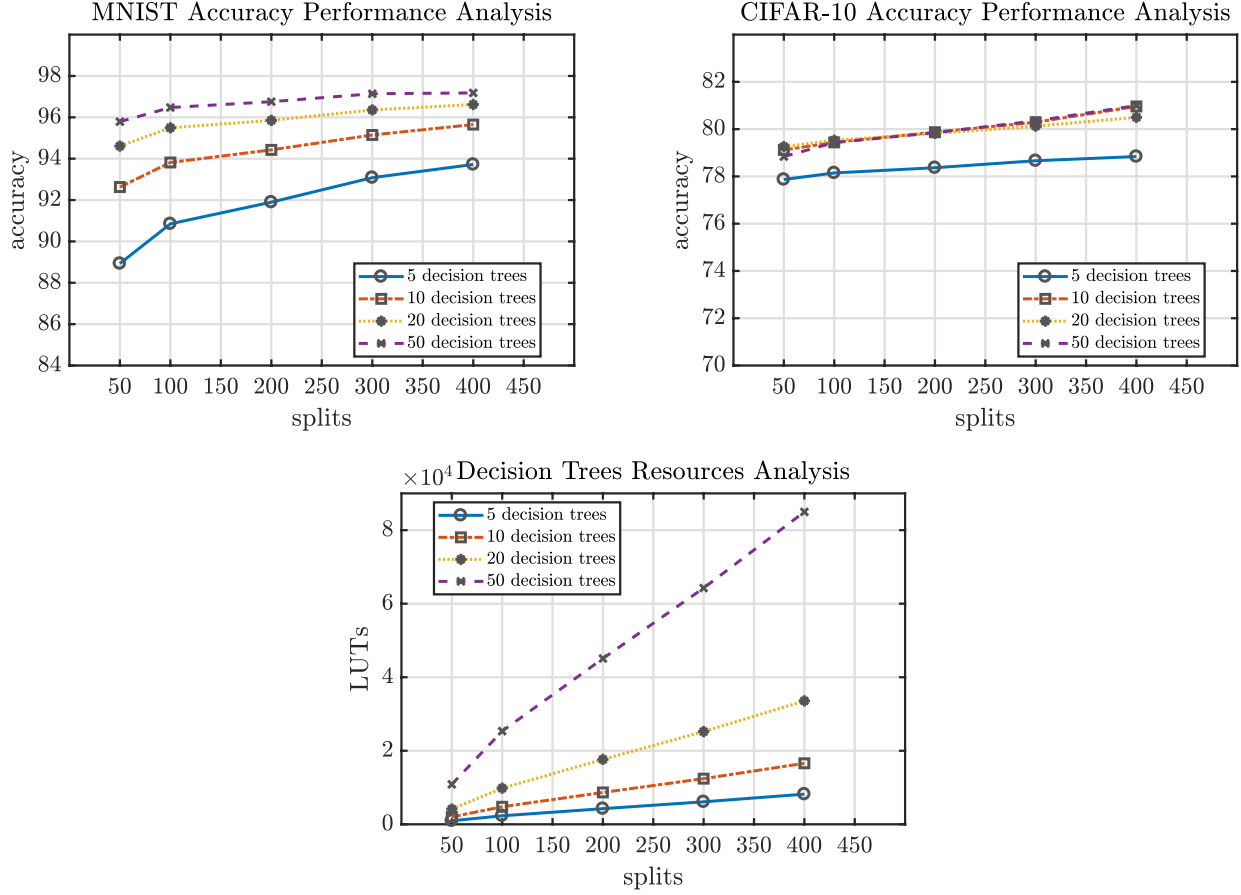 MNIST Accuracy Performance Analysis
accuracy
98
96
94
92
90
88
86
84
5 decision trees
10 decision trees
20 decision trees
50 decision trees
50 100 150 200 250 300 350 400 450
splits
CIFAR-10 Accuracy Performance Analysis
accuracy
82
80
78
76
74
72
70
5 decision trees
10 decision trees
20 decision trees
50 decision trees
50 100 150 200 250 300 350 400 450
splits
×10⁴ Decision Trees Resources Analysis
LUTs
8
6
4
2
0
5 decision trees
10 decision trees
20 decision trees
50 decision trees
50 100 150 200 250 300 350 400 450
splits